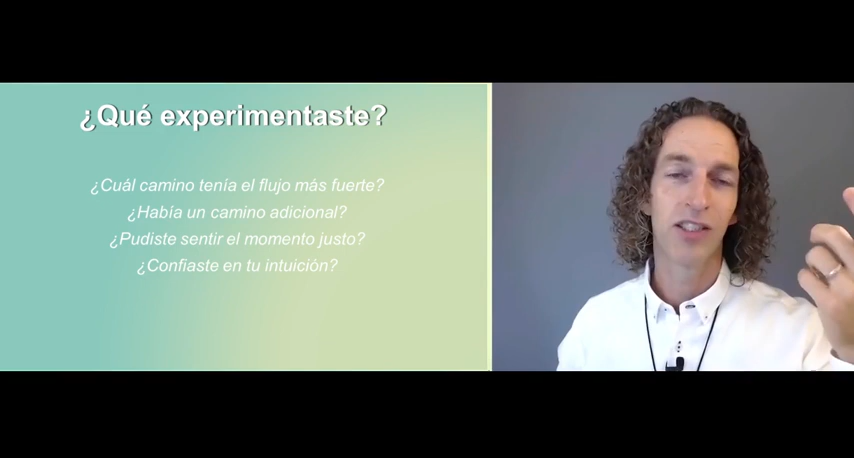 ¿Qué experimentaste?
¿Cuál camino tenía el flujo más fuerte?
¿Había un camino adicional?
¿Pudiste sentir el momento justo?
¿Confiaste en tu intuición?